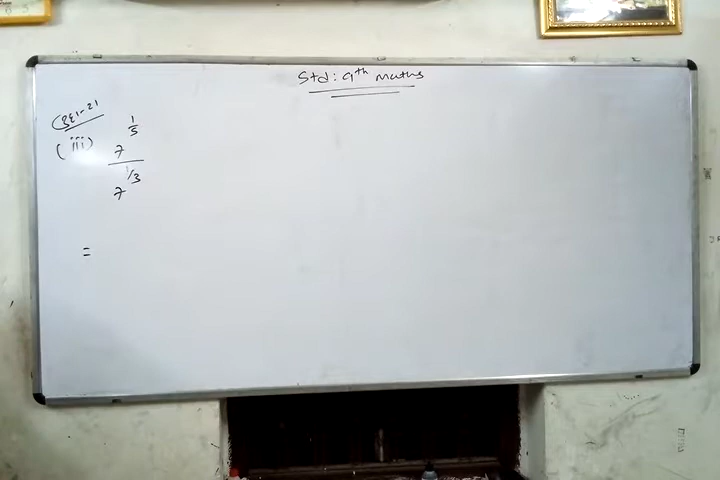 Std: 9th maths
(iii) 7^1/5
7^1/3
=